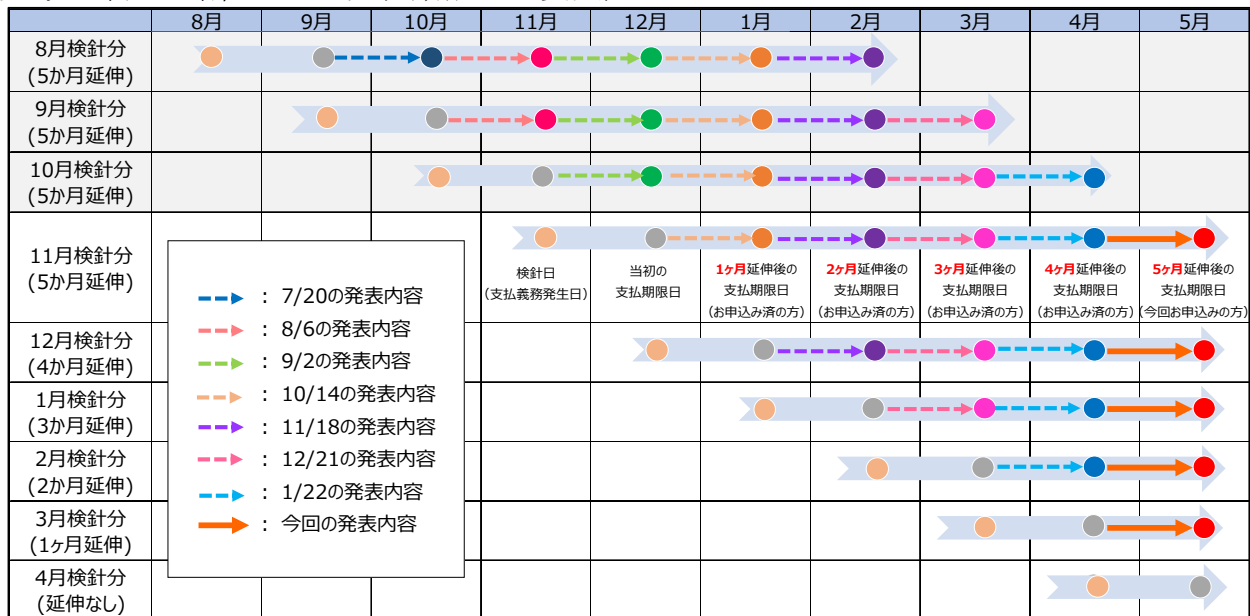 8月 9月 10月 11月 12月 1月 2月 3月 4月 5月
8月検針分
(5か月延伸)
9月検針分
(5か月延伸)
10月検針分
(5か月延伸)
11月検針分
(5か月延伸)
検針日
(支払義務発生日)
当初の
支払期限日
1ヶ月延伸後の
支払期限日
(お申込み済の方)
2ヶ月延伸後の
支払期限日
(お申込み済の方)
3ヶ月延伸後の
支払期限日
(お申込み済の方)
4ヶ月延伸後の
支払期限日
(お申込み済の方)
5ヶ月延伸後の
支払期限日
(今回お申込みの方)
12月検針分
(4か月延伸)
1月検針分
(3か月延伸)
2月検針分
(2か月延伸)
3月検針分
(1ヶ月延伸)
4月検針分
(延伸なし)
: 7/20の発表内容
: 8/6の発表内容
: 9/2の発表内容
: 10/14の発表内容
: 11/18の発表内容
: 12/21の発表内容
: 1/22の発表内容
: 今回の発表内容